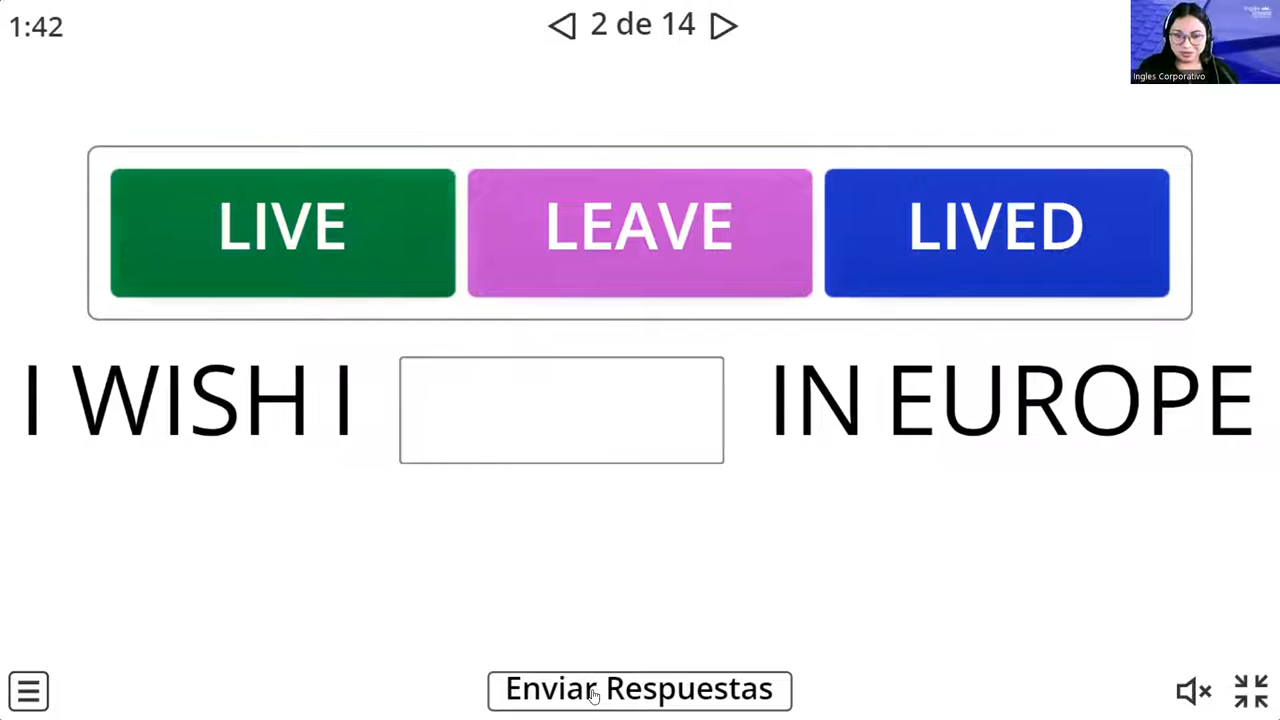 1:42
2 de 14
Ingles Corporativo
LIVE
LEAVE
LIVED
I WISH I
IN EUROPE
Enviar Respuestas